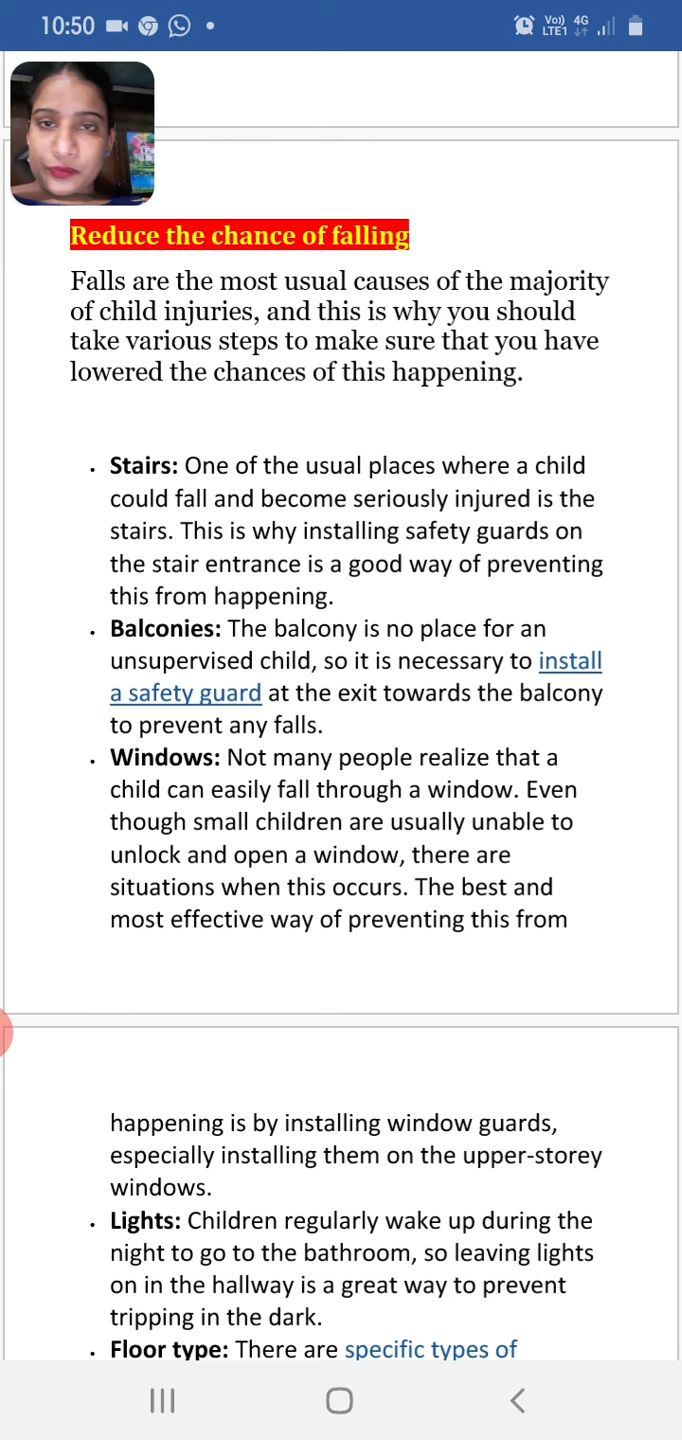 10:50
Vo)) 4G
LTE1
Reduce the chance of falling
Falls are the most usual causes of the majority
of child injuries, and this is why you should
take various steps to make sure that you have
lowered the chances of this happening.
• Stairs: One of the usual places where a child
could fall and become seriously injured is the
stairs. This is why installing safety guards on
the stair entrance is a good way of preventing
this from happening.
• Balconies: The balcony is no place for an
unsupervised child, so it is necessary to install
a safety guard at the exit towards the balcony
to prevent any falls.
• Windows: Not many people realize that a
child can easily fall through a window. Even
though small children are usually unable to
unlock and open a window, there are
situations when this occurs. The best and
most effective way of preventing this from
happening is by installing window guards,
especially installing them on the upper-storey
windows.
• Lights: Children regularly wake up during the
night to go to the bathroom, so leaving lights
on in the hallway is a great way to prevent
tripping in the dark.
• Floor type: There are specific types of